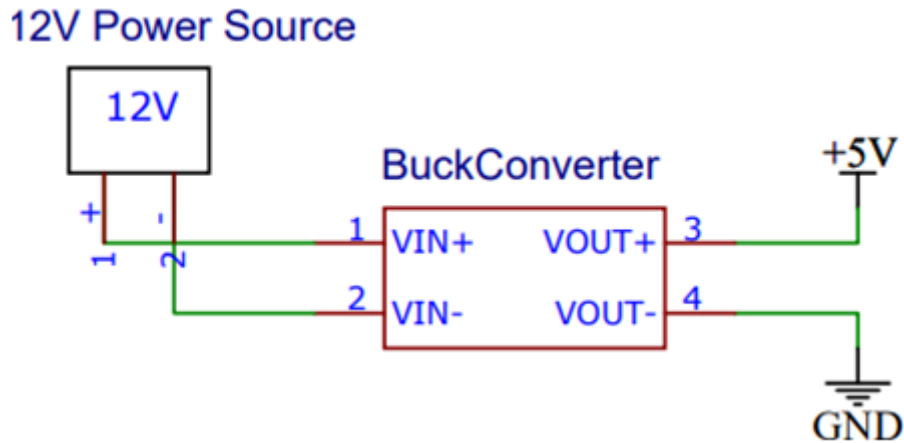 12V Power Source
12V
+ -
1 2
BuckConverter
+5V
1 VIN+ VOUT+ 3
2 VIN- VOUT- 4
GND